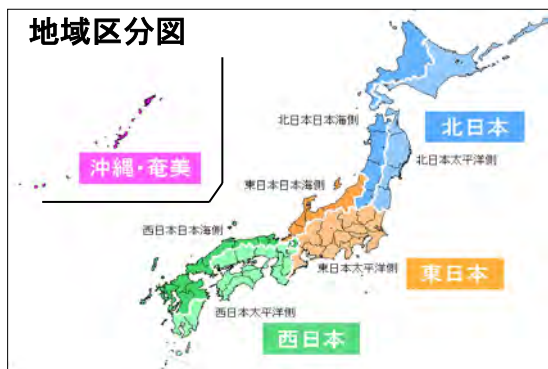 地域区分図
沖縄・奄美
北日本日本海側
北日本
北日本太平洋側
東日本日本海側
西日本日本海側
東日本太平洋側
東日本
西日本太平洋側
西日本